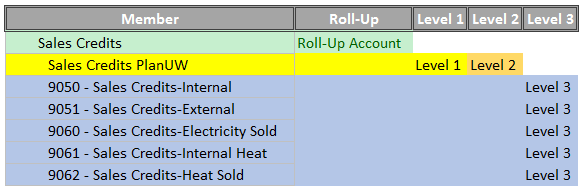 Member Roll-Up Level 1 Level 2 Level 3
Sales Credits Roll-Up Account
Sales Credits PlanUW Level 1 Level 2
9050 - Sales Credits-Internal Level 3
9051 - Sales Credits-External Level 3
9060 - Sales Credits-Electricity Sold Level 3
9061 - Sales Credits-Internal Heat Level 3
9062 - Sales Credits-Heat Sold Level 3